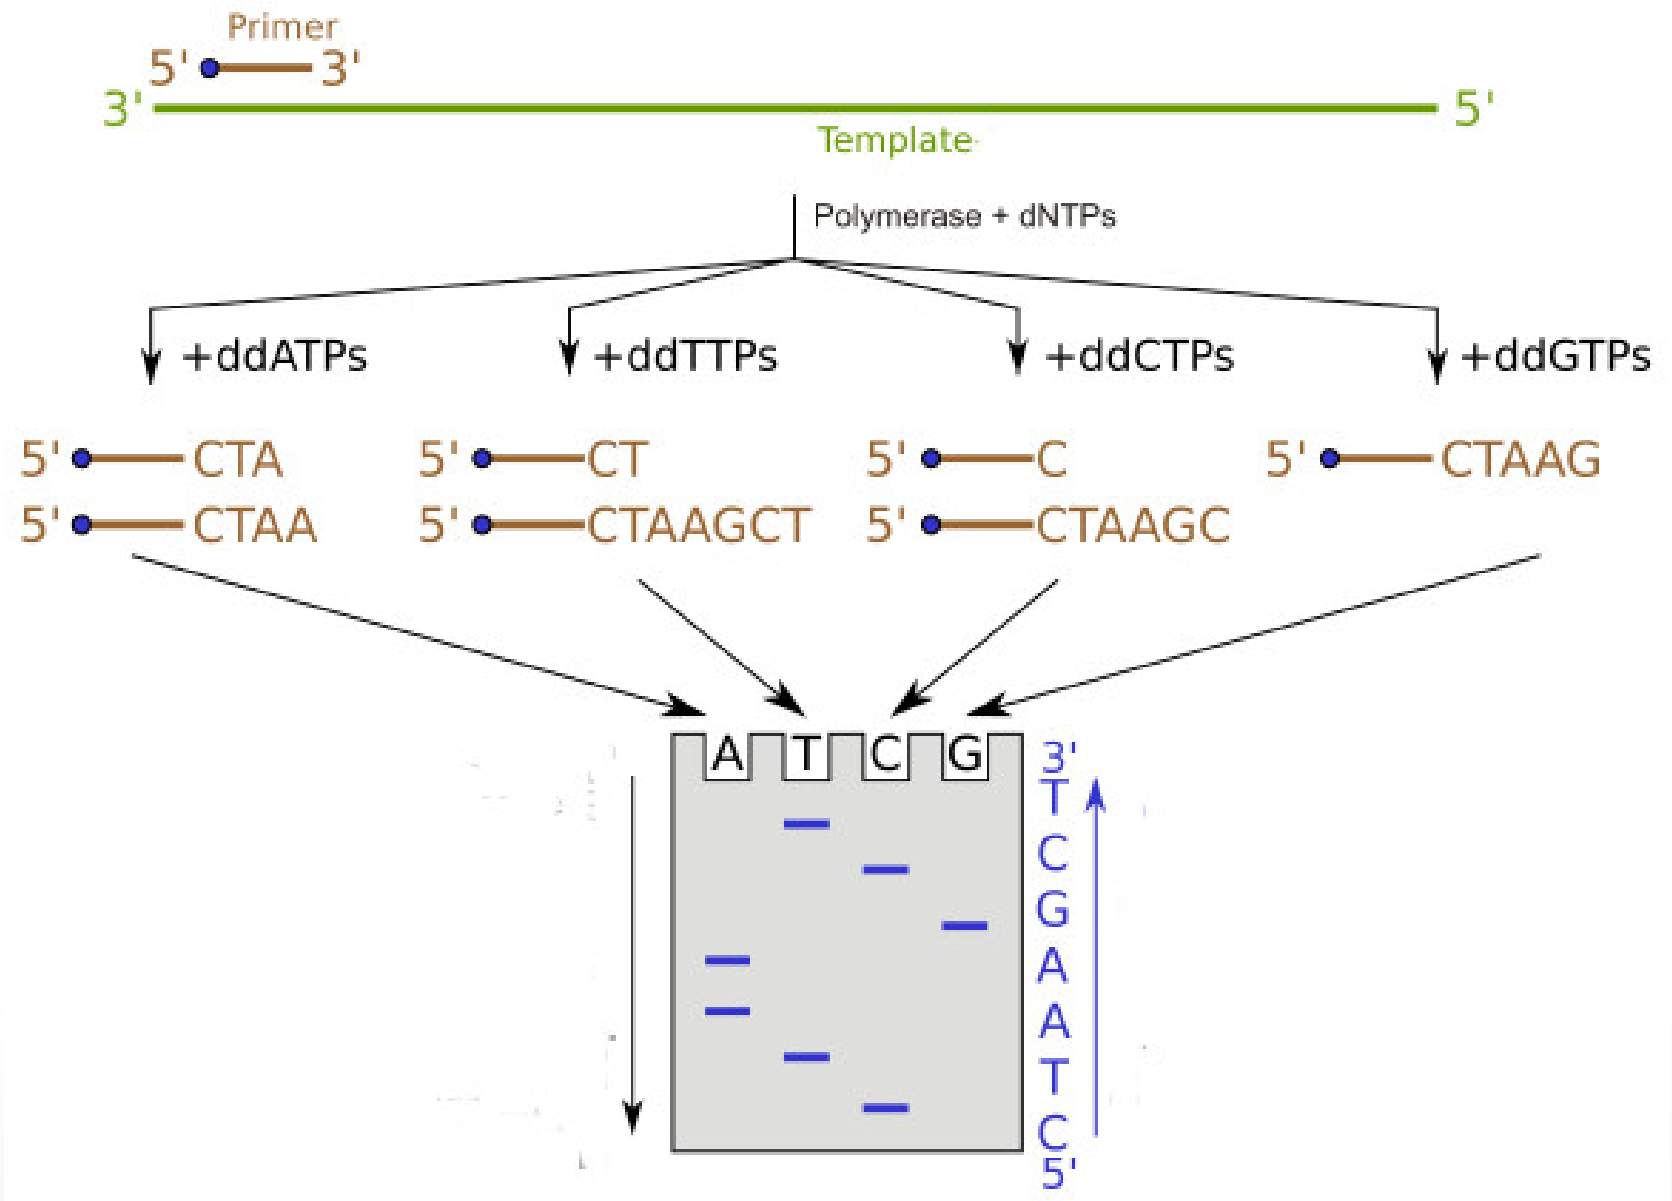 Primer
5' 3'
3' 5'
Template
Polymerase + dNTPs
+ddATPs +ddTTPs +ddCTPs +ddGTPs
5' CTA 5' CT 5' C 5' CTAAG
5' CTAA 5' CTAAGCT 5' CTAAGC
A T C G
3'
T
C
G
A
A
T
C
5'